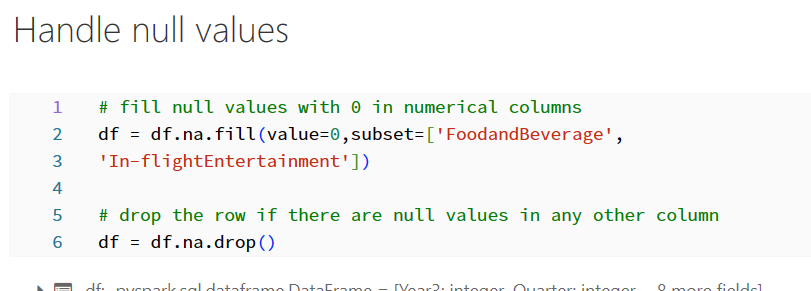 Handle null values
1 # fill null values with 0 in numerical columns
2 df = df.na.fill(value=0,subset=['FoodandBeverage',
3 'In-flightEntertainment'])
4
5 # drop the row if there are null values in any other column
6 df = df.na.drop()
df: pyspark.sql.dataframe.DataFrame = [Year3: integer, Quarter: integer ... 8 more fields]